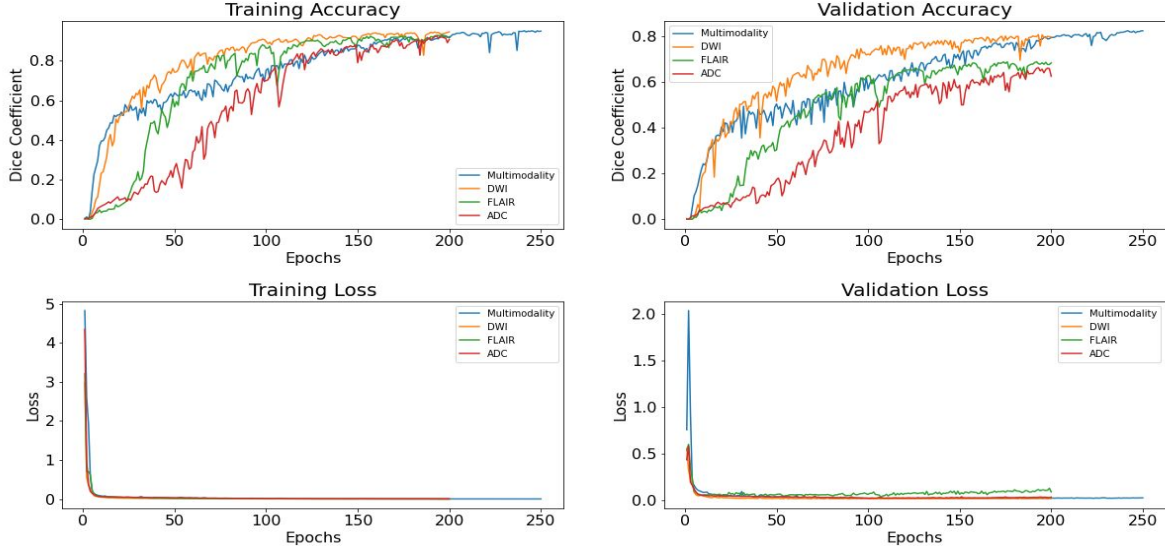 Training Accuracy
Dice Coefficient
0.8
0.6
0.4
0.2
0.0
Multimodality
DWI
FLAIR
ADC
0 50 100 150 200 250
Epochs
Validation Accuracy
Dice Coefficient
0.8
0.6
0.4
0.2
0.0
Multimodality
DWI
FLAIR
ADC
0 50 100 150 200 250
Epochs
Training Loss
Loss
5
4
3
2
1
0
Multimodality
DWI
FLAIR
ADC
0 50 100 150 200 250
Epochs
Validation Loss
Loss
2.0
1.5
1.0
0.5
0.0
Multimodality
DWI
FLAIR
ADC
0 50 100 150 200 250
Epochs